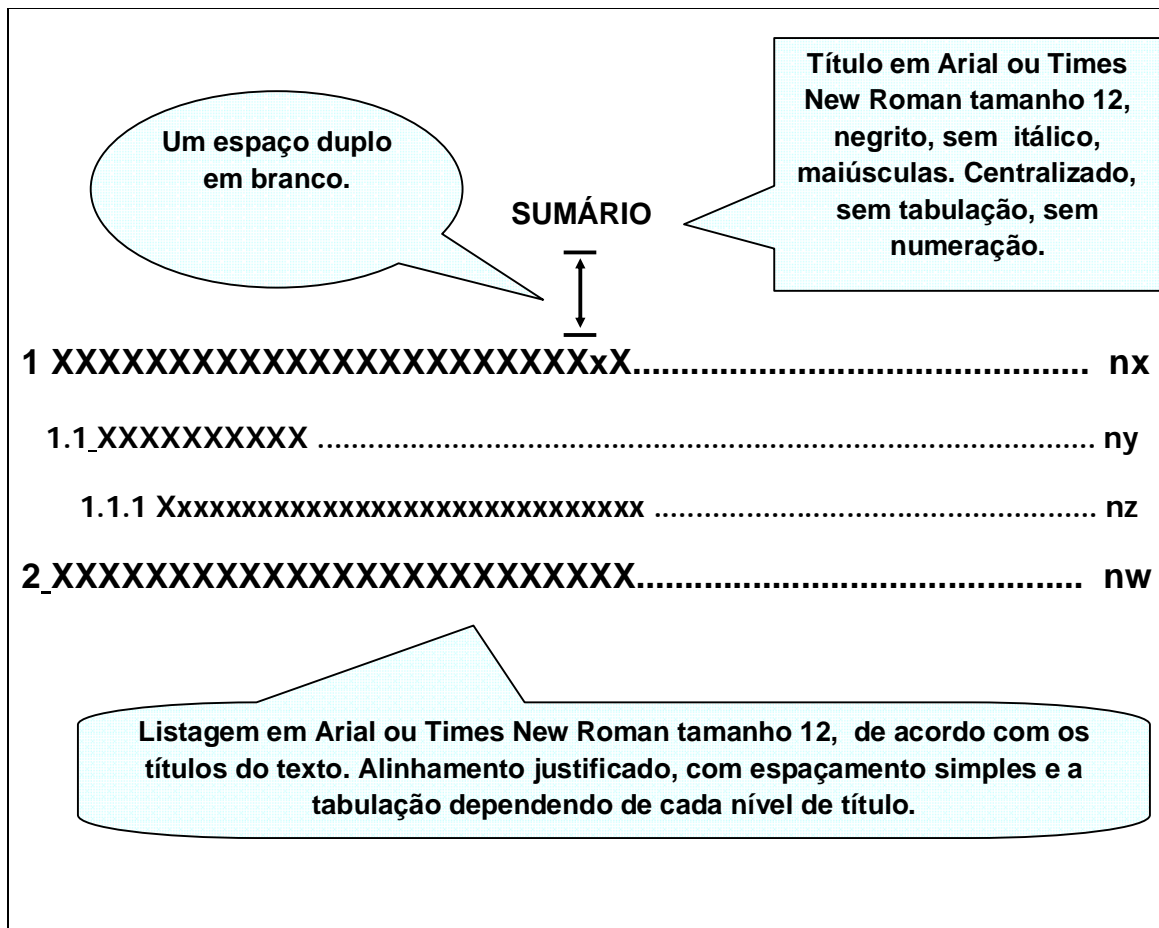 Um espaço duplo
em branco.
Título em Arial ou Times
New Roman tamanho 12,
negrito, sem itálico,
maiúsculas. Centralizado,
sem tabulação, sem
numeração.
SUMÁRIO
1 XXXXXXXXXXXXXXXXXXXXXXXxX............................................ nx
1.1 XXXXXXXXXX .................................................................................... ny
1.1.1 Xxxxxxxxxxxxxxxxxxxxxxxxxxxxx .................................................. nz
2 XXXXXXXXXXXXXXXXXXXXXXXXX........................................... nw
Listagem em Arial ou Times New Roman tamanho 12, de acordo com os
títulos do texto. Alinhamento justificado, com espaçamento simples e a
tabulação dependendo de cada nível de título.